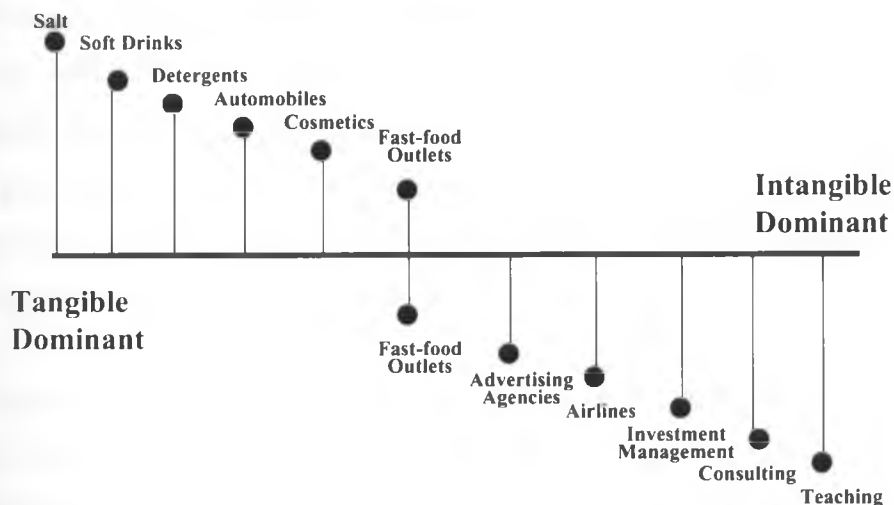 Salt
Soft Drinks
Detergents
Automobiles
Cosmetics
Fast-food
Outlets
Intangible
Dominant
Tangible
Dominant
Fast-food
Outlets
Advertising
Agencies
Airlines
Investment
Management
Consulting
Teaching